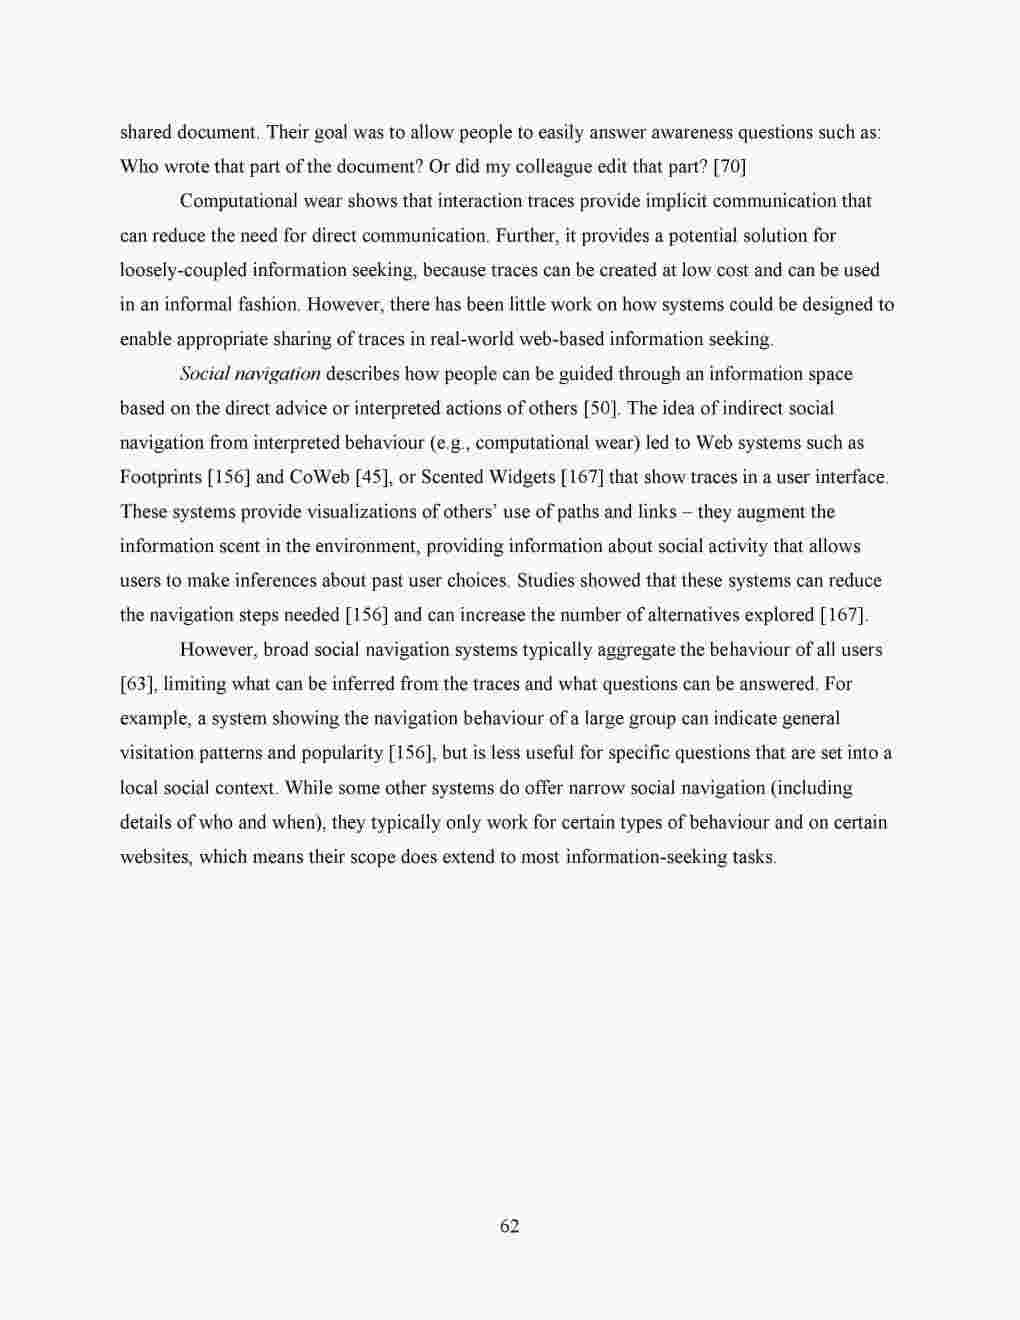 shared document. Their goal was to allow people to easily answer awareness questions such as:
Who wrote that part of the document? Or did my colleague edit that part? [70]
Computational wear shows that interaction traces provide implicit communication that
can reduce the need for direct communication. Further, it provides a potential solution for
loosely-coupled information seeking, because traces can be created at low cost and can be used
in an informal fashion. However, there has been little work on how systems could be designed to
enable appropriate sharing of traces in real-world web-based information seeking.
Social navigation describes how people can be guided through an information space
based on the direct advice or interpreted actions of others [50]. The idea of indirect social
navigation from interpreted behaviour (e.g., computational wear) led to Web systems such as
Footprints [156] and CoWeb [45], or Scented Widgets [167] that show traces in a user interface.
These systems provide visualizations of others’ use of paths and links – they augment the
information scent in the environment, providing information about social activity that allows
users to make inferences about past user choices. Studies showed that these systems can reduce
the navigation steps needed [156] and can increase the number of alternatives explored [167].
However, broad social navigation systems typically aggregate the behaviour of all users
[63], limiting what can be inferred from the traces and what questions can be answered. For
example, a system showing the navigation behaviour of a large group can indicate general
visitation patterns and popularity [156], but is less useful for specific questions that are set into a
local social context. While some other systems do offer narrow social navigation (including
details of who and when), they typically only work for certain types of behaviour and on certain
websites, which means their scope does extend to most information-seeking tasks.
62